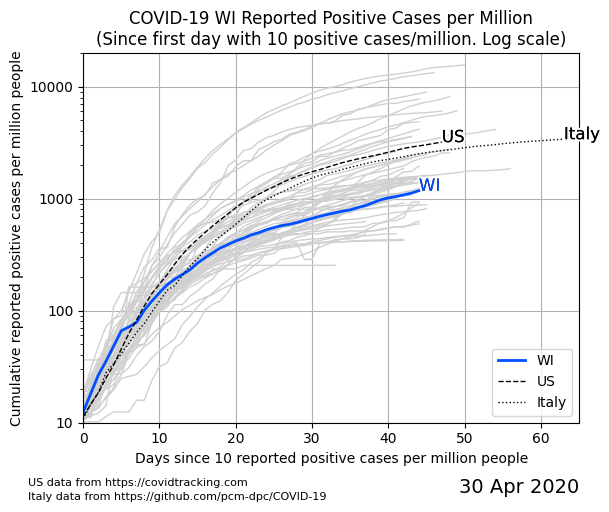 COVID-19 WI Reported Positive Cases per Million
(Since first day with 10 positive cases/million. Log scale)
Cumulative reported positive cases per million people
10000
1000
100
10
US
Italy
WI
WI
US
Italy
0 10 20 30 40 50 60
Days since 10 reported positive cases per million people
US data from https://covidtracking.com
Italy data from https://github.com/pcm-dpc/COVID-19
30 Apr 2020